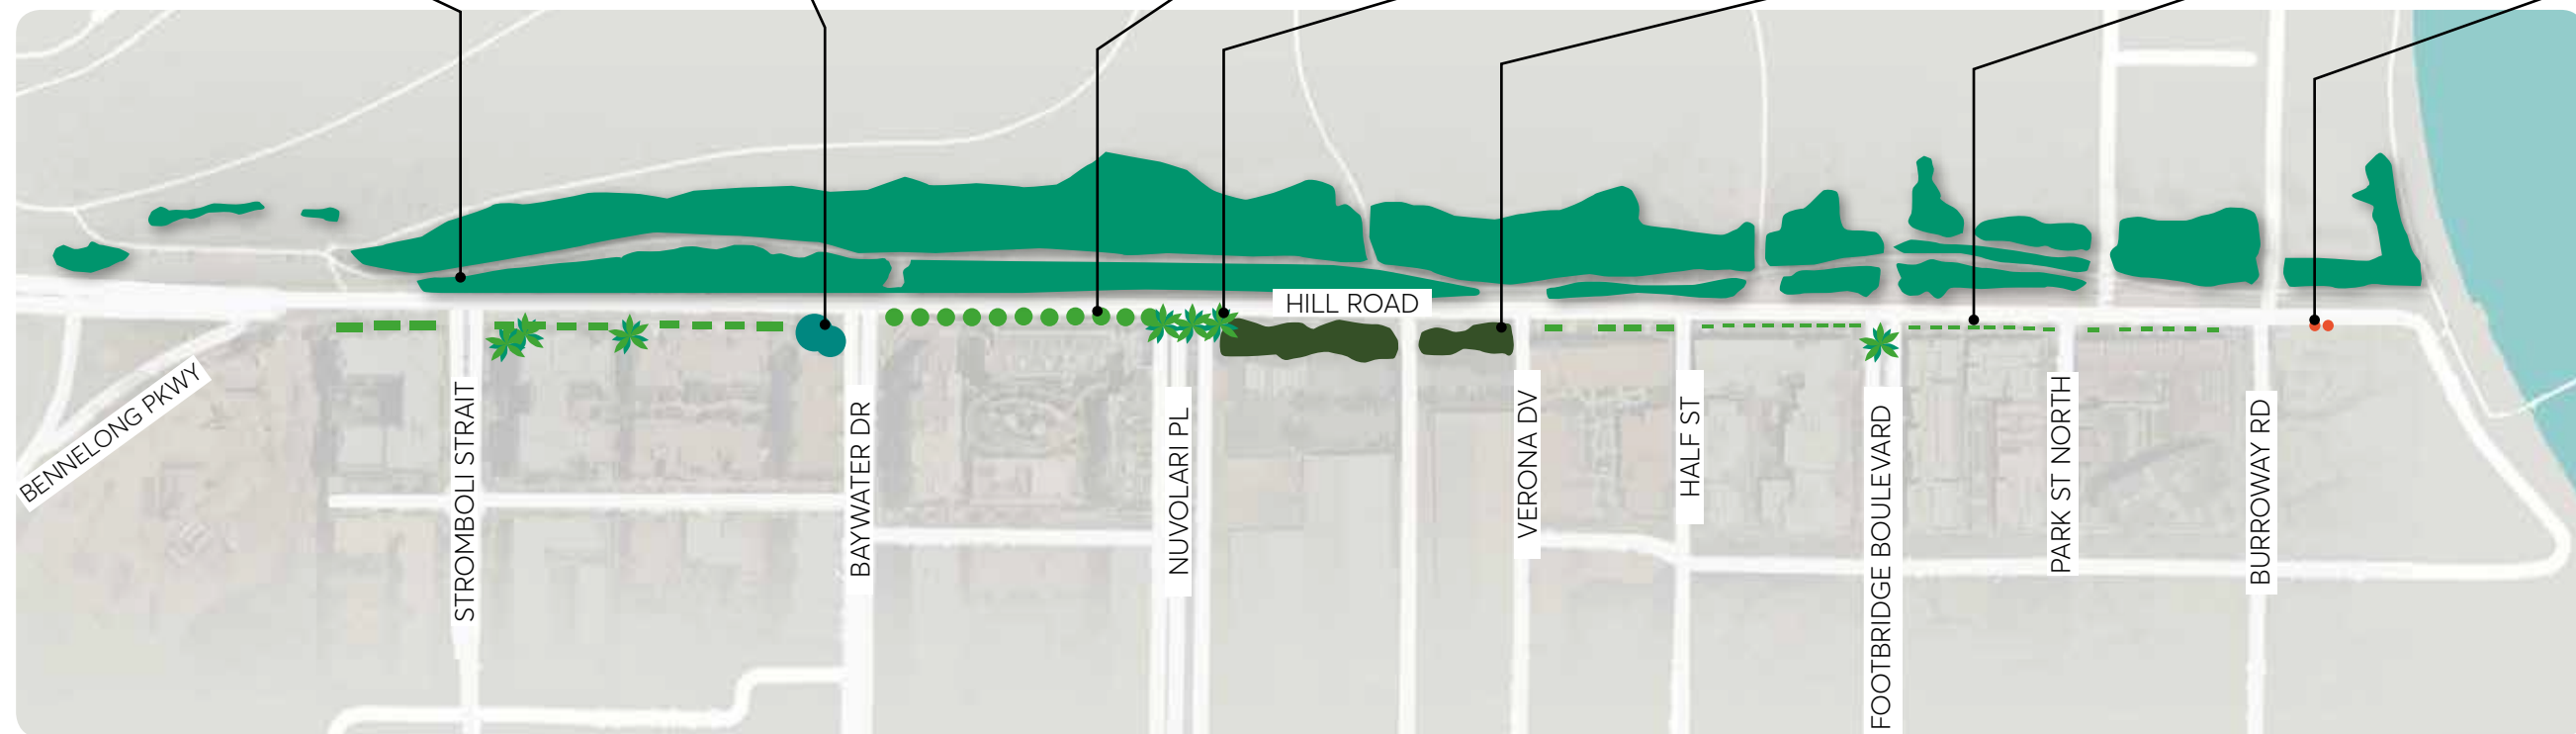 HILL ROAD
BENNELONG PKWY
STROMBOLI STRAIT
BAYWATER DR
NUVOLARI PL
VERONA DV
HALF ST
FOOTBRIDGE BOULEVARD
PARK ST NORTH
BURROWAY RD